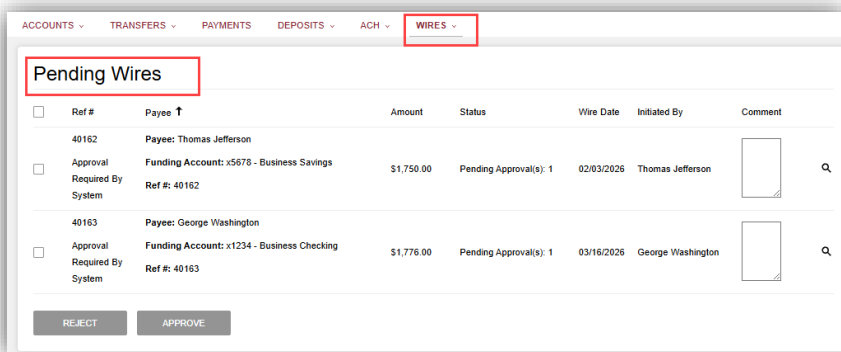 ACCOUNTS TRANSFERS PAYMENTS DEPOSITS ACH WIRES
Pending Wires
Ref # Payee Amount Status Wire Date Initiated By Comment
40162 Payee: Thomas Jefferson
Approval Required By System Funding Account: x5678 - Business Savings $1,750.00 Pending Approval(s): 1 02/03/2026 Thomas Jefferson
Ref #: 40162
40163 Payee: George Washington
Approval Required By System Funding Account: x1234 - Business Checking $1,776.00 Pending Approval(s): 1 03/16/2026 George Washington
Ref #: 40163
REJECT APPROVE